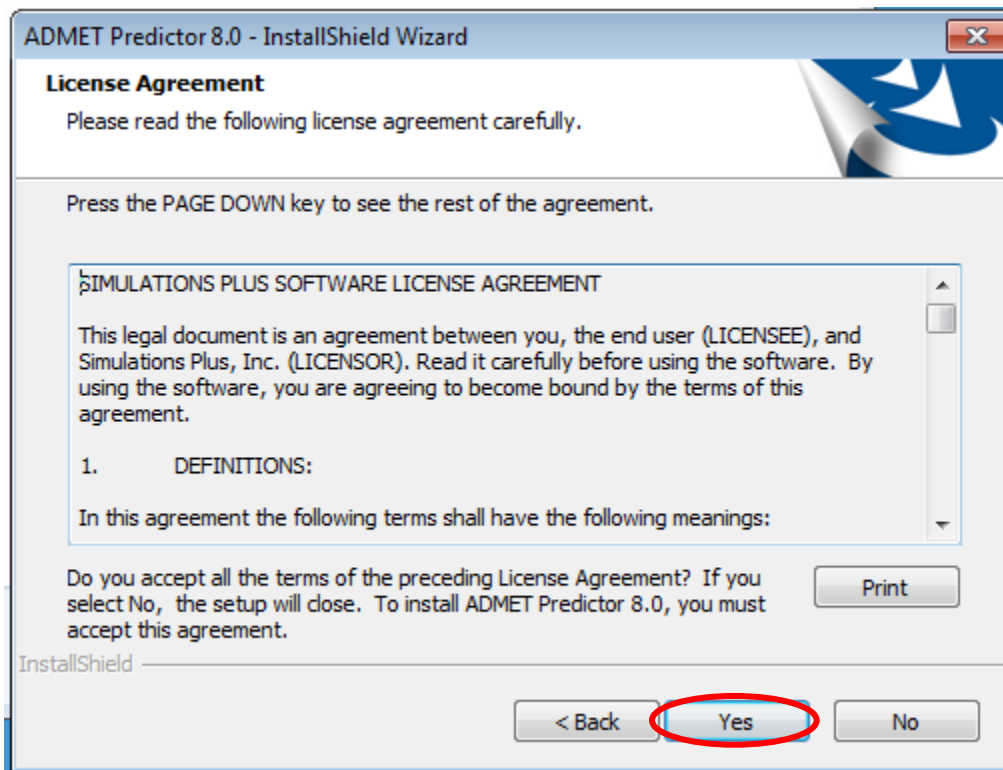 ADMET Predictor 8.0 - InstallShield Wizard
License Agreement
Please read the following license agreement carefully.
Press the PAGE DOWN key to see the rest of the agreement.
SIMULATIONS PLUS SOFTWARE LICENSE AGREEMENT
This legal document is an agreement between you, the end user (LICENSEE), and
Simulations Plus, Inc. (LICENSOR). Read it carefully before using the software.  By
using the software, you are agreeing to become bound by the terms of this
agreement.
1. DEFINITIONS:
In this agreement the following terms shall have the following meanings:
Do you accept all the terms of the preceding License Agreement?  If you
select No,  the setup will close.  To install ADMET Predictor 8.0, you must
accept this agreement.
Print
InstallShield
< Back Yes No